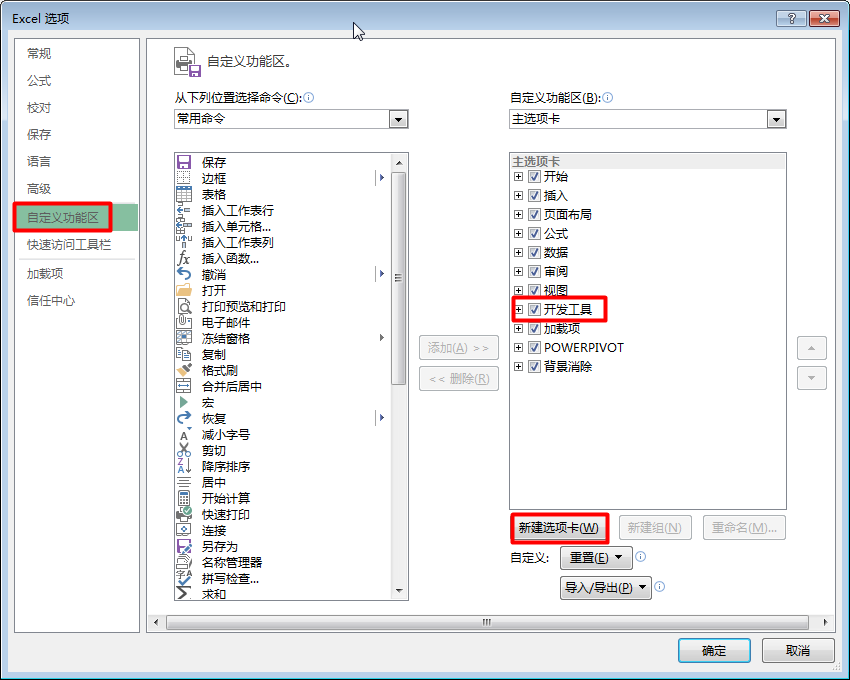 Excel 选项
常规
公式
校对
保存
语言
高级
自定义功能区
快速访问工具栏
加载项
信任中心
自定义功能区。
从下列位置选择命令(C):
常用命令
保存
边框
表格
插入工作表行
插入单元格...
插入工作表列
插入函数...
撤消
打开
打印预览和打印
电子邮件
冻结窗格
复制
格式刷
合并后居中
宏
恢复
减小字号
剪切
降序排序
居中
开始计算
快速打印
连接
另存为
名称管理器
拼写检查...
求和
添加(A) >>
<< 删除(R)
自定义功能区(B):
主选项卡
主选项卡
开始
插入
页面布局
公式
数据
审阅
视图
开发工具
加载项
POWERPIVOT
背景消除
新建选项卡(W)
新建组(N)
重命名(M)...
自定义:
重置(E)
导入/导出(P)
确定
取消